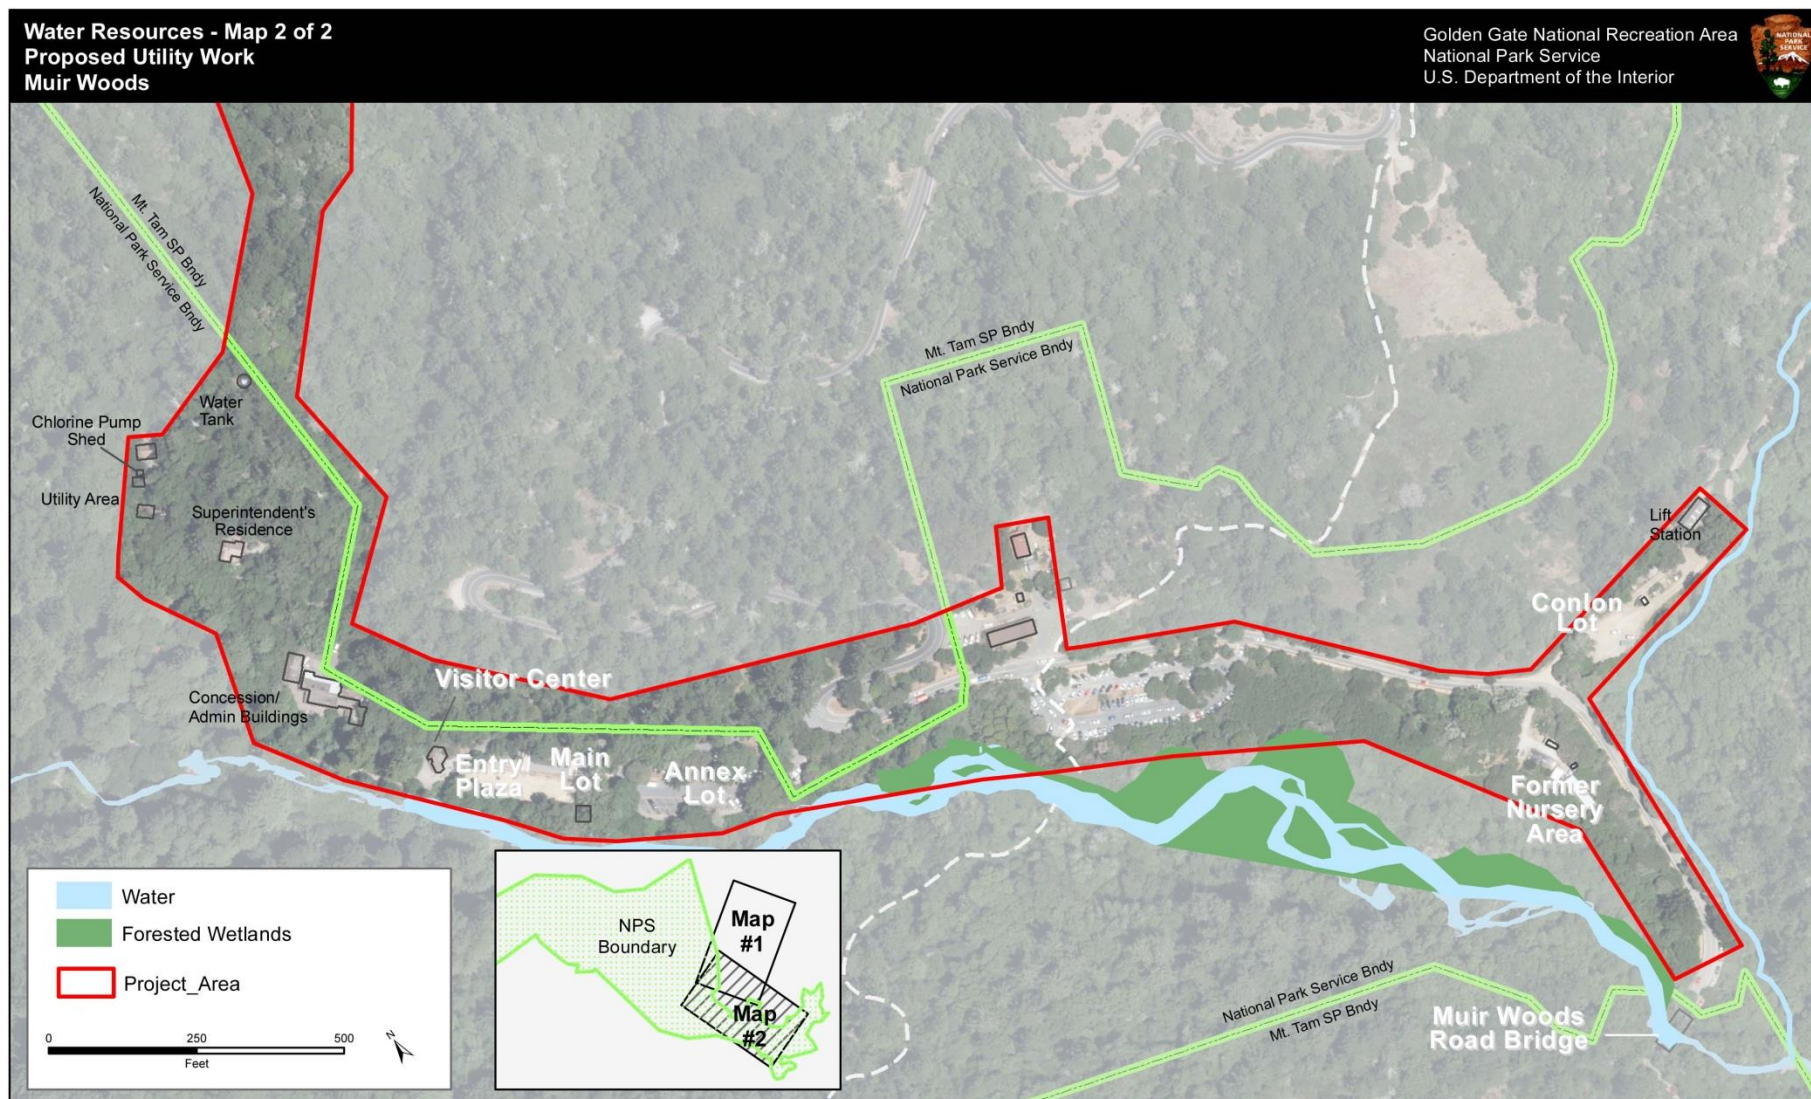 Water Resources - Map 2 of 2
Proposed Utility Work
Muir Woods
Golden Gate National Recreation Area
National Park Service
U.S. Department of the Interior
NATIONAL
PARK
SERVICE
Mt. Tam SP Bndy
National Park Service Bndy
Mt. Tam SP Bndy
National Park Service Bndy
Water
Tank
Chlorine Pump
Shed
Utility Area
Superintendent's
Residence
Lift
Station
Conlon
Lot
Visitor Center
Concession/
Admin Buildings
Entry/
Plaza
Main
Lot
Annex
Lot
Former
Nursery
Area
Water
Forested Wetlands
Project_Area
0
250
500
Feet
N
NPS
Boundary
Map
#1
Map
#2
National Park Service Bndy
Mt. Tam SP Bndy
Muir Woods
Road Bridge